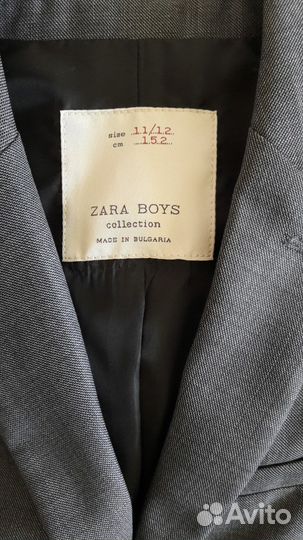 size 11/12
cm 152
ZARA BOYS
collection
MADE IN BULGARIA
Avito